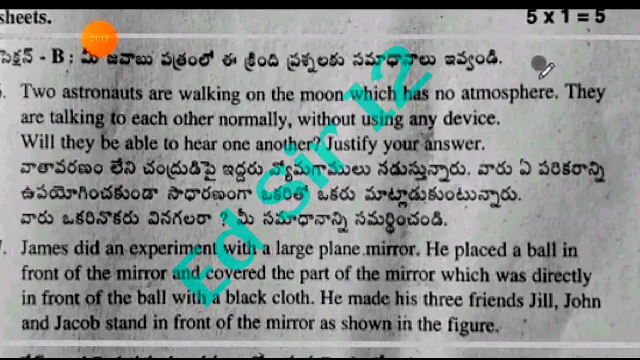 sheets.
5 x 1 = 5
01:13
సెక్షన్ - B ; మీ జవాబు పత్రంలో ఈ క్రింది ప్రశ్నలకు సమాధానాలు ఇవ్వండి.
Two astronauts are walking on the moon which has no atmosphere. They
are talking to each other normally, without using any device.
Will they be able to hear one another? Justify your answer.
వాతావరణం లేని చంద్రుడిపై ఇద్దరు వ్యోమగాములు నడుస్తున్నారు. వారు ఏ పరికరాన్ని
ఉపయోగించకుండా సాధారణంగా ఒకరితో ఒకరు మాట్లాడుకుంటున్నారు.
వారు ఒకరినొకరు వినగలరా ? మీ సమాధానాన్ని సమర్థించండి.
James did an experiment with a large plane mirror. He placed a ball in
front of the mirror and covered the part of the mirror which was directly
in front of the ball with a black cloth. He made his three friends Jill, John
and Jacob stand in front of the mirror as shown in the figure.
Ed Sir 12